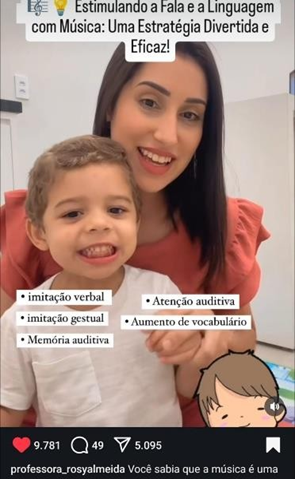 🎼💡 Estimulando a Fala e a Linguagem
com Música: Uma Estratégia Divertida e
Eficaz!
• imitação verbal
• Atenção auditiva
• imitação gestual
• Aumento de vocabulário
• Memória auditiva
9.781 49 5.095
professora_rosyalmeida Você sabia que a música é uma